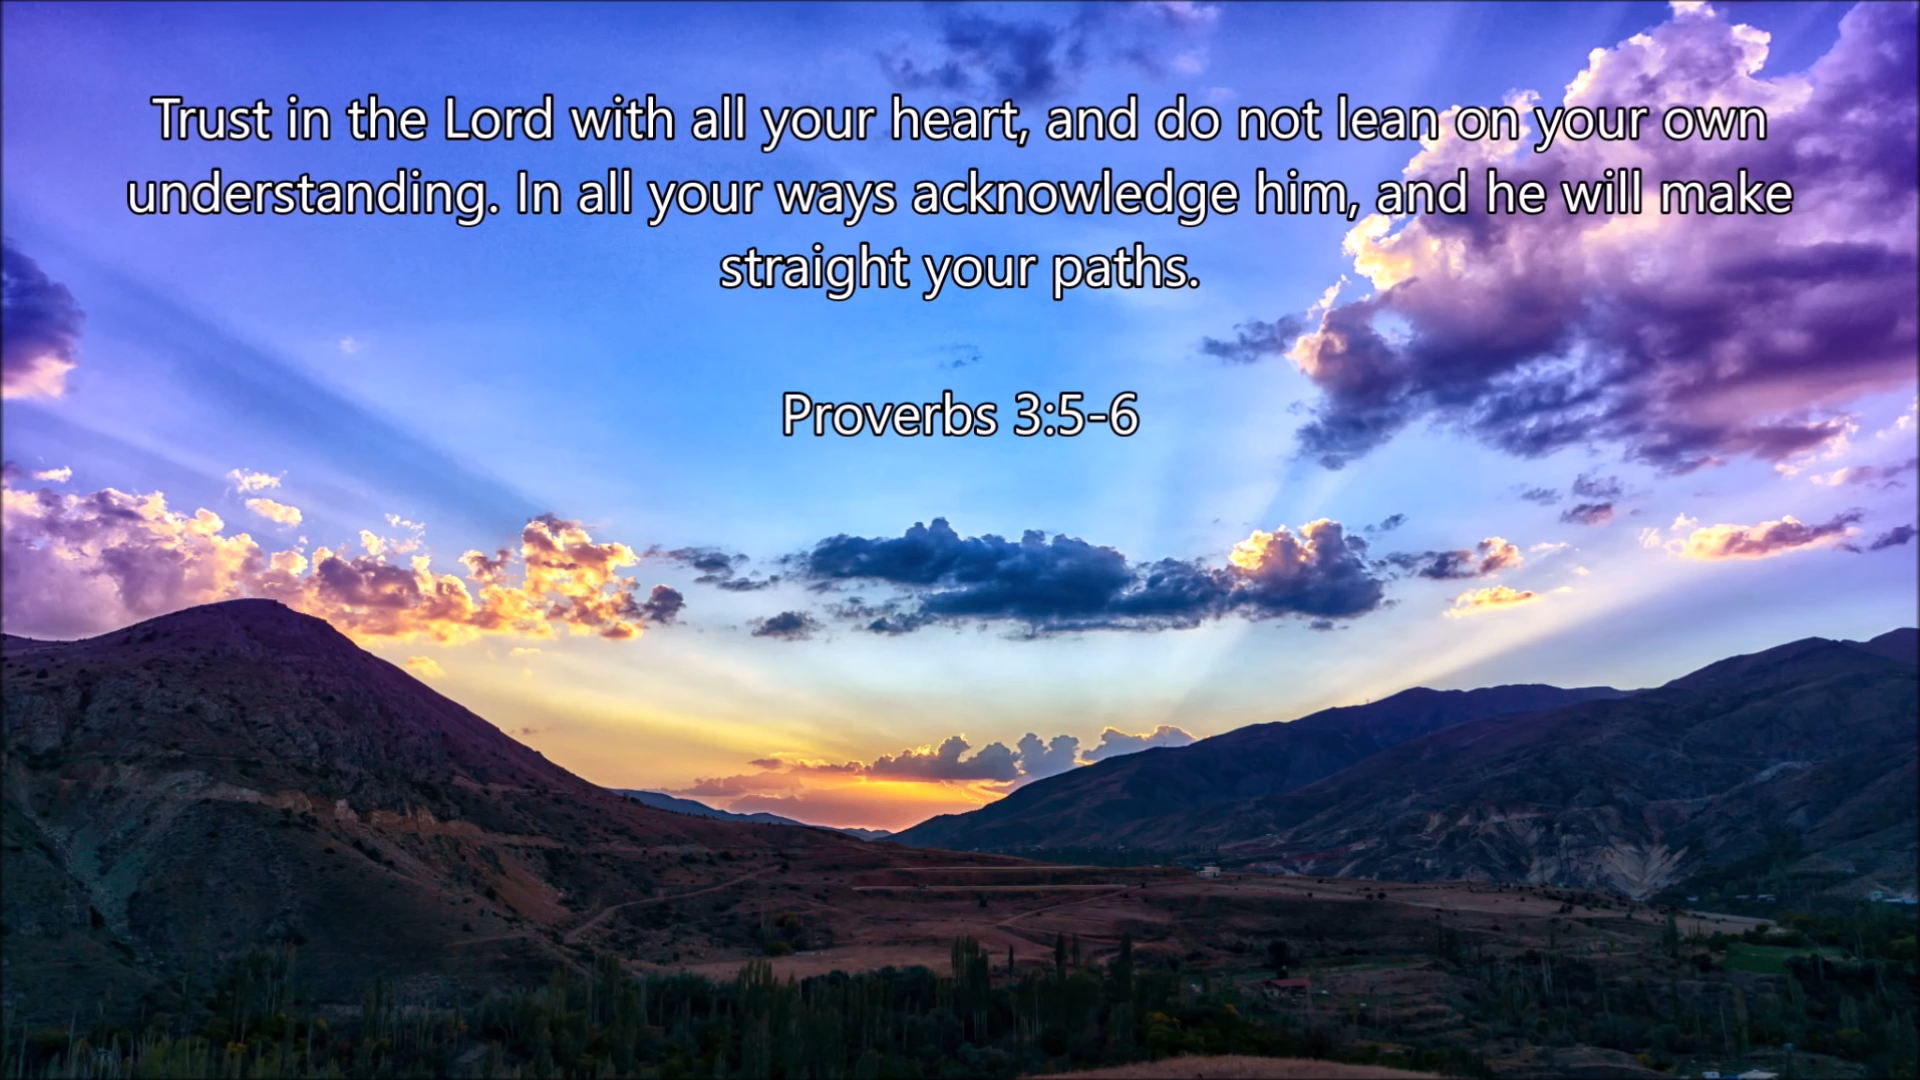 Trust in the Lord with all your heart, and do not lean on your own
understanding. In all your ways acknowledge him, and he will make
straight your paths.
Proverbs 3:5-6